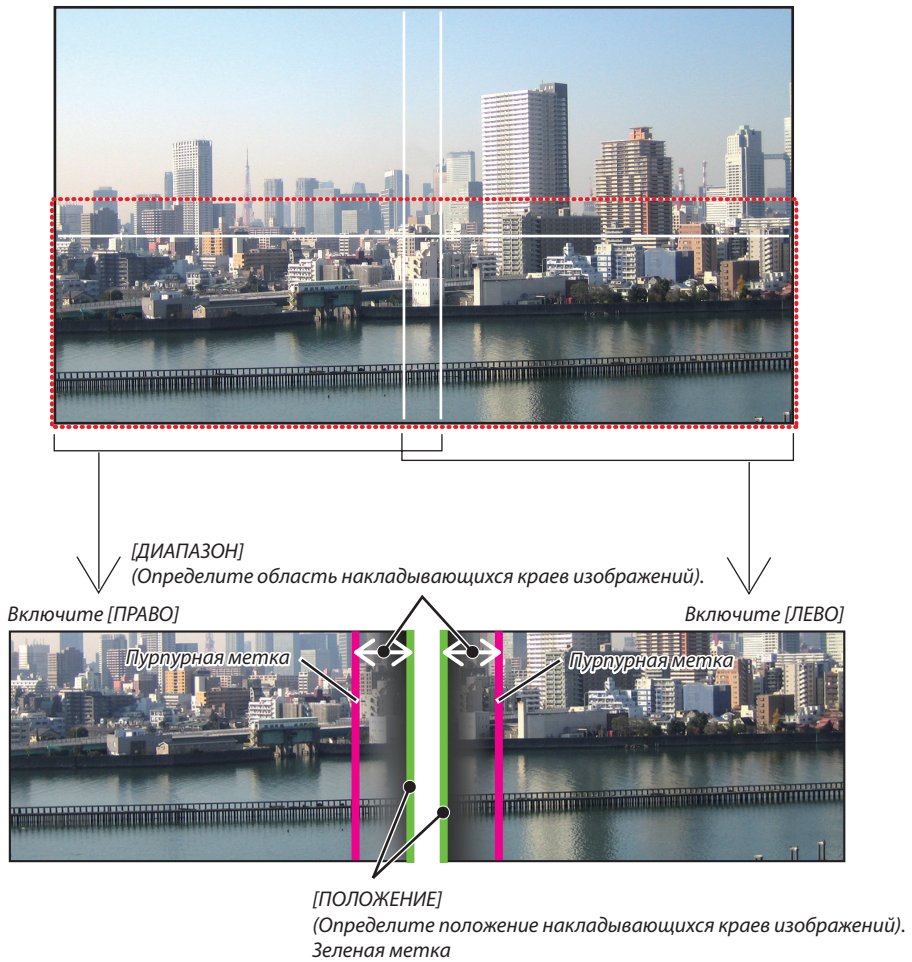 [ДИАПАЗОН]
(Определите область накладывающихся краев изображений).
Включите [ПРАВО]
Включите [ЛЕВО]
Пурпурная метка
Пурпурная метка
[ПОЛОЖЕНИЕ]
(Определите положение накладывающихся краев изображений).
Зеленая метка